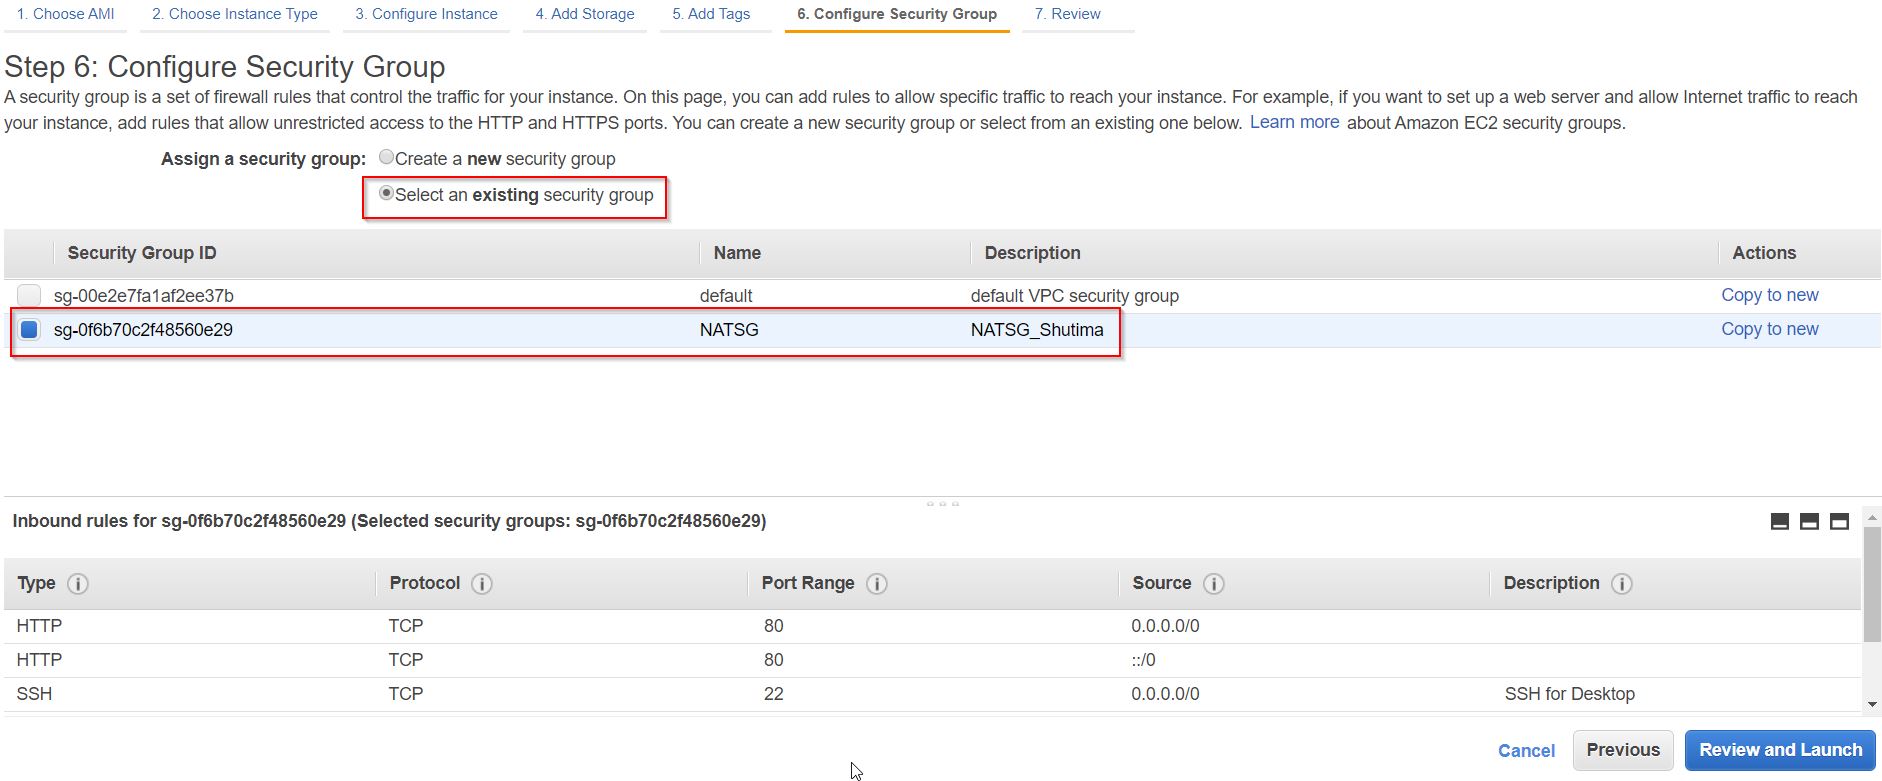 1. Choose AMI 2. Choose Instance Type 3. Configure Instance 4. Add Storage 5. Add Tags 6. Configure Security Group 7. Review
Step 6: Configure Security Group
A security group is a set of firewall rules that control the traffic for your instance. On this page, you can add rules to allow specific traffic to reach your instance. For example, if you want to set up a web server and allow Internet traffic to reach
your instance, add rules that allow unrestricted access to the HTTP and HTTPS ports. You can create a new security group or select from an existing one below. Learn more about Amazon EC2 security groups.
Assign a security group: Create a new security group
Select an existing security group
Security Group ID Name Description Actions
sg-00e2e7fa1af2ee37b default default VPC security group Copy to new
sg-0f6b70c2f48560e29 NATSG NATSG_Shutima Copy to new
Inbound rules for sg-0f6b70c2f48560e29 (Selected security groups: sg-0f6b70c2f48560e29)
Type i Protocol i Port Range i Source i Description i
HTTP TCP 80 0.0.0.0/0
HTTP TCP 80 ::/0
SSH TCP 22 0.0.0.0/0 SSH for Desktop
Cancel Previous Review and Launch